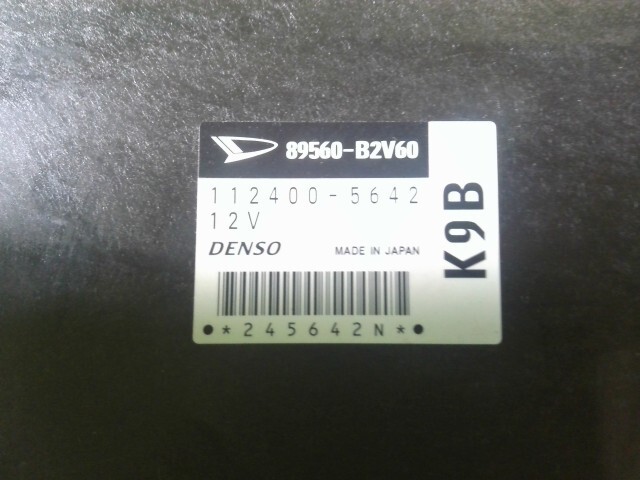 89560-B2V60
112400-5642
12V
DENSO MADE IN JAPAN
*245642N*
K9B